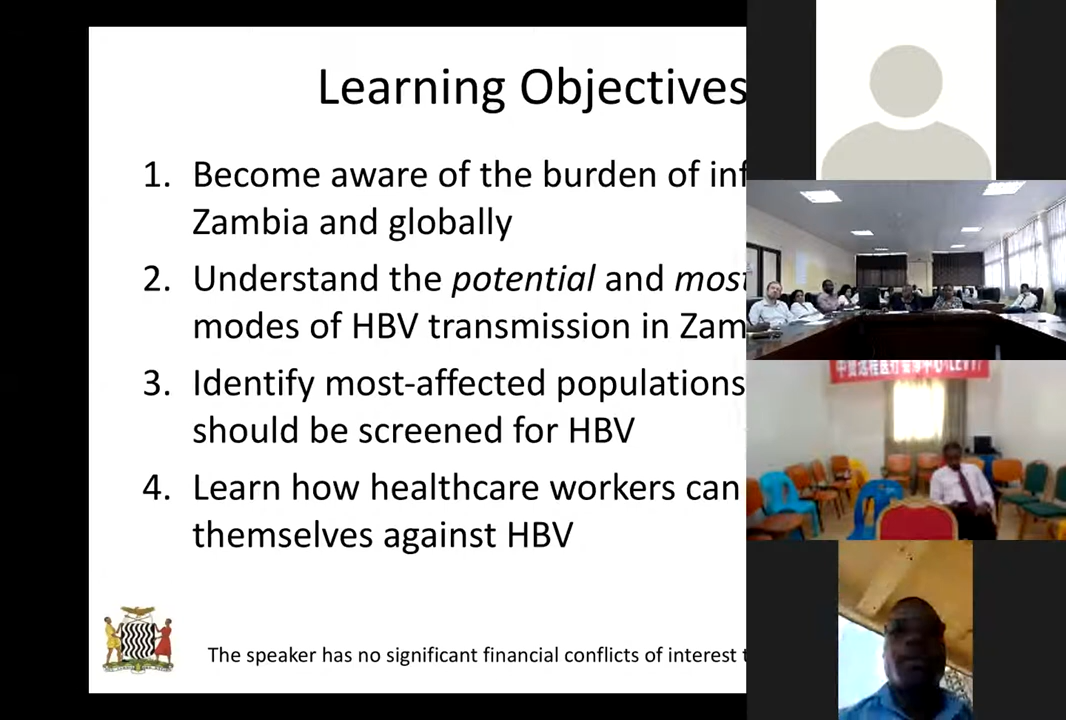 Learning Objectives
1. Become aware of the burden of inf
Zambia and globally
2. Understand the potential and most
modes of HBV transmission in Zam
3. Identify most-affected populations
should be screened for HBV
4. Learn how healthcare workers can
themselves against HBV
The speaker has no significant financial conflicts of interest t